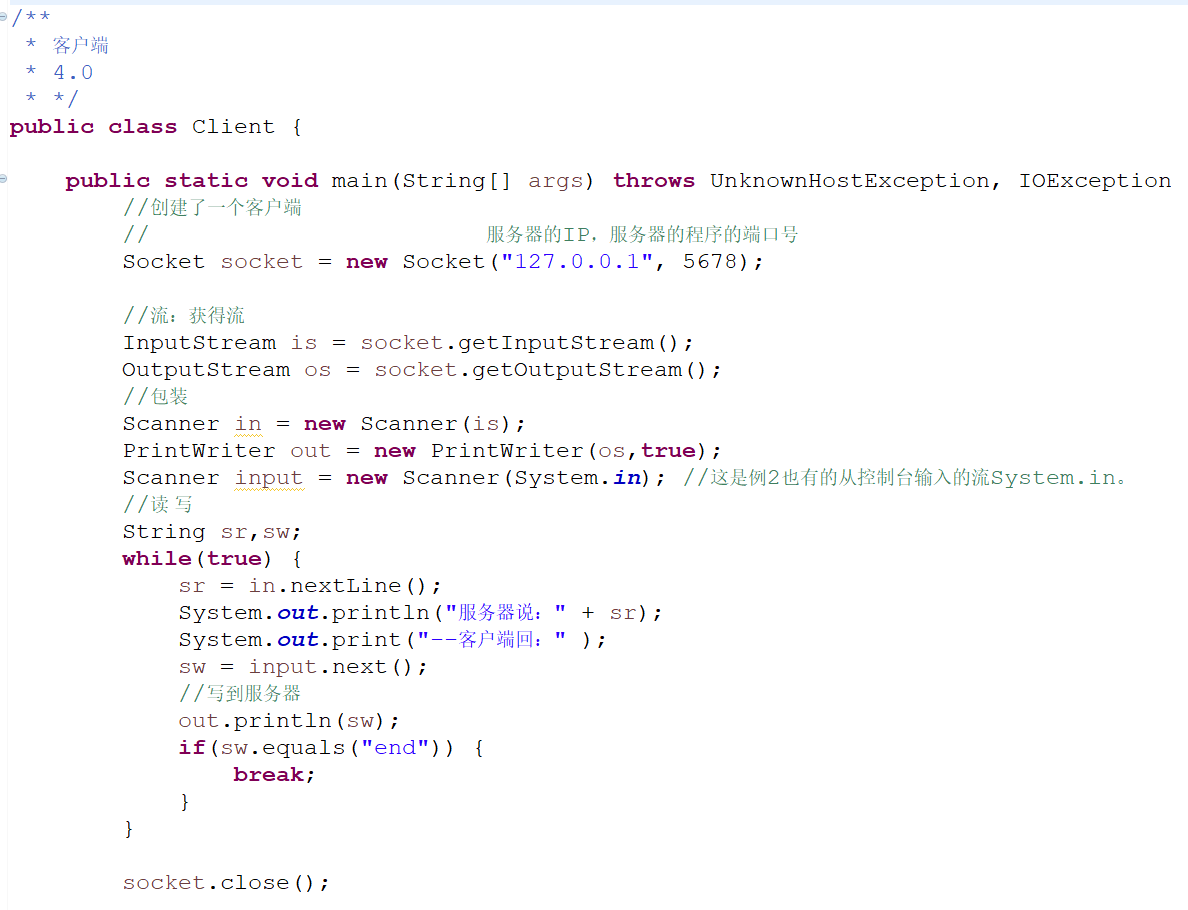 /**
 * 客户端
 * 4.0
 * */
public class Client {
    public static void main(String[] args) throws UnknownHostException, IOException
        //创建了一个客户端
        //                        服务器的IP，服务器的程序的端口号
        Socket socket = new Socket("127.0.0.1", 5678);
        //流：获得流
        InputStream is = socket.getInputStream();
        OutputStream os = socket.getOutputStream();
        //包装
        Scanner in = new Scanner(is);
        PrintWriter out = new PrintWriter(os,true);
        Scanner input = new Scanner(System.in); //这是例2也有的从控制台输入的流System.in。
        //读 写
        String sr,sw;
        while(true) {
            sr = in.nextLine();
            System.out.println("服务器说：" + sr);
            System.out.print("--客户端回：" );
            sw = input.next();
            //写到服务器
            out.println(sw);
            if(sw.equals("end")) {
                break;
            }
        }
        socket.close();